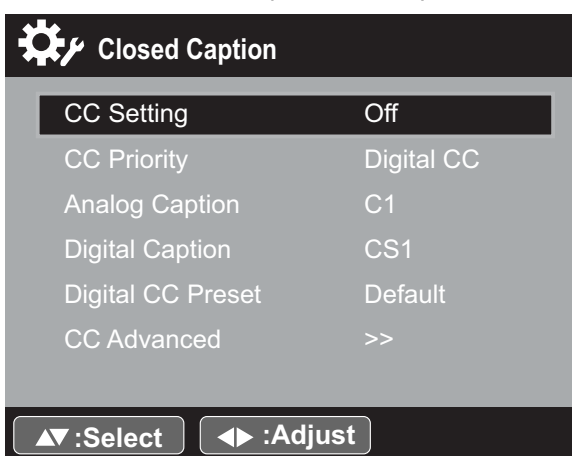 Closed Caption
CC Setting Off
CC Priority Digital CC
Analog Caption C1
Digital Caption CS1
Digital CC Preset Default
CC Advanced >>
▲▼ :Select ◀▶ :Adjust